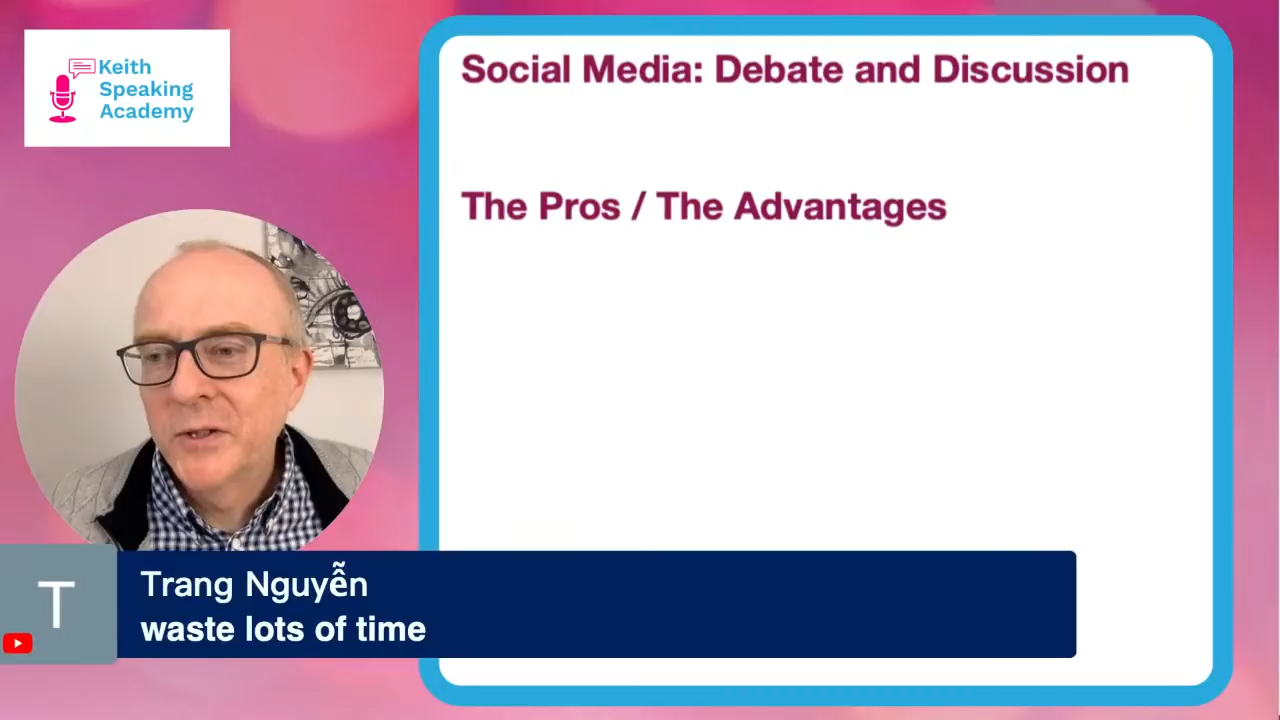 Keith
Speaking
Academy
Social Media: Debate and Discussion
The Pros / The Advantages
T
Trang Nguyễn
waste lots of time